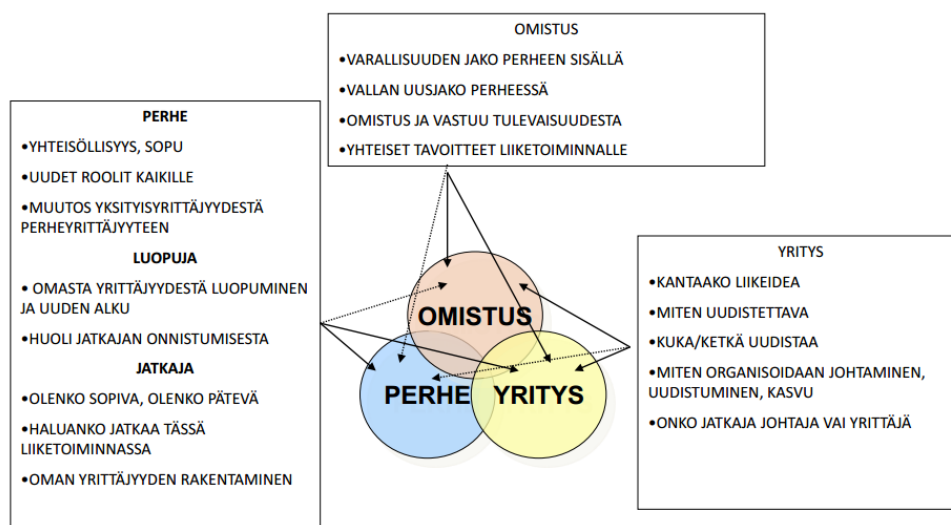 OMISTUS
•VARALLISUUDEN JAKO PERHEEN SISÄLLÄ
•VALLAN UUSJAKO PERHEESSÄ
•OMISTUS JA VASTUU TULEVAISUUDESTA
•YHTEISET TAVOITTEET LIIKETOIMINNALLE
PERHE
•YHTEISÖLLISYYS, SOPU
•UUDET ROOLIT KAIKILLE
•MUUTOS YKSITYISYRITTÄJYYDESTÄ
PERHEYRITTÄJYYTEEN
LUOPUJA
• OMASTA YRITTÄJYYDESTÄ LUOPUMINEN
JA UUDEN ALKU
•HUOLI JATKAJAN ONNISTUMISESTA
JATKAJA
•OLENKO SOPIVA, OLENKO PÄTEVÄ
•HALUANKO JATKAA TÄSSÄ
LIIKETOIMINNASSA
•OMAN YRITTÄJYYDEN RAKENTAMINEN
OMISTUS
PERHE
YRITYS
YRITYS
•KANTAAKO LIIKEIDEA
•MITEN UUDISTETTAVA
•KUKA/KETKÄ UUDISTAA
•MITEN ORGANISOIDAAN JOHTAMINEN,
UUDISTUMINEN, KASVU
•ONKO JATKAJA JOHTAJA VAI YRITTÄJÄ